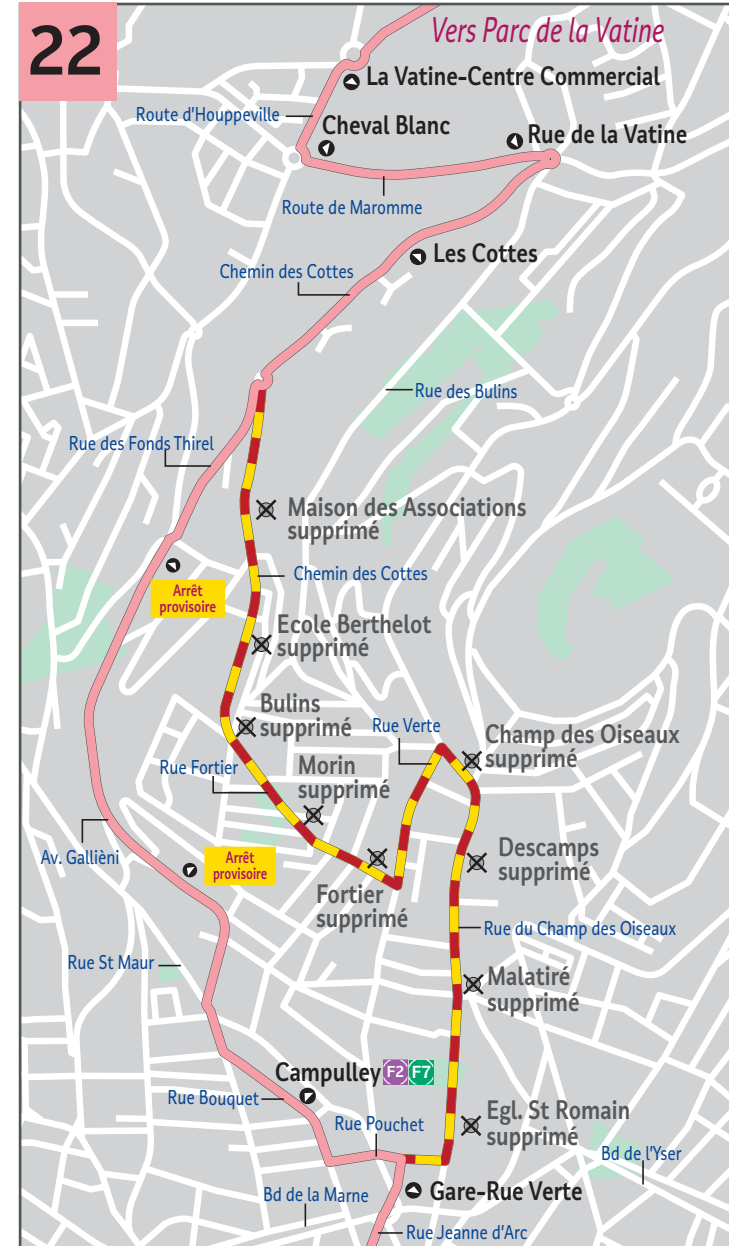 22
Vers Parc de la Vatine
La Vatine-Centre Commercial
Route d'Houppeville
Cheval Blanc
Rue de la Vatine
Route de Maromme
Les Cottes
Chemin des Cottes
Rue des Bulins
Rue des Fonds Thirel
Maison des Associations
supprimé
Chemin des Cottes
Arrêt
provisoire
Ecole Berthelot
supprimé
Bulins
supprimé
Rue Verte
Champ des Oiseaux
supprimé
Rue Fortier
Morin
supprimé
Av. Gallièni
Arrêt
provisoire
Descamps
supprimé
Fortier
supprimé
Rue du Champ des Oiseaux
Rue St Maur
Malatiré
supprimé
Campulley F2 F7
Rue Bouquet
Rue Pouchet
Egl. St Romain
supprimé
Bd de l'Yser
Bd de la Marne
Gare-Rue Verte
Rue Jeanne d'Arc